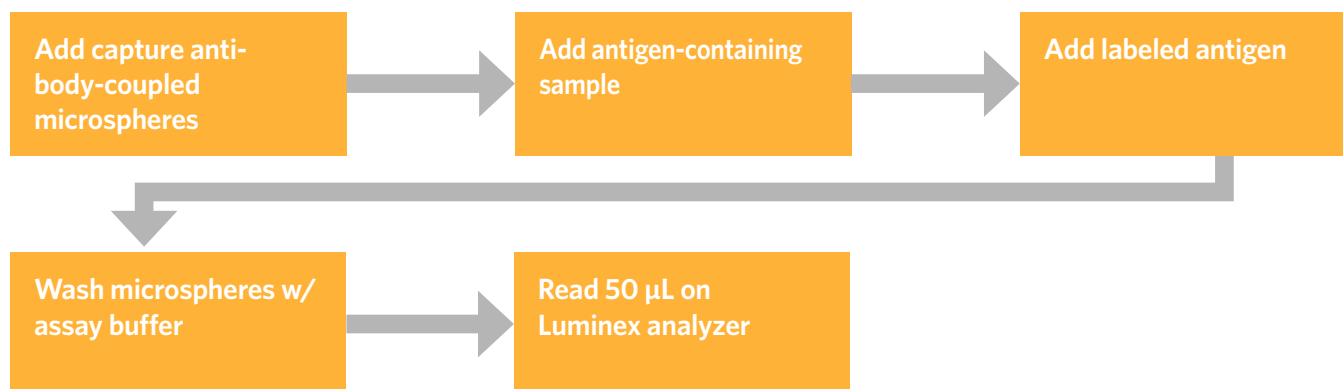 Add capture anti-
body-coupled
microspheres
Add antigen-containing
sample
Add labeled antigen
Wash microspheres w/
assay buffer
Read 50 µL on
Luminex analyzer